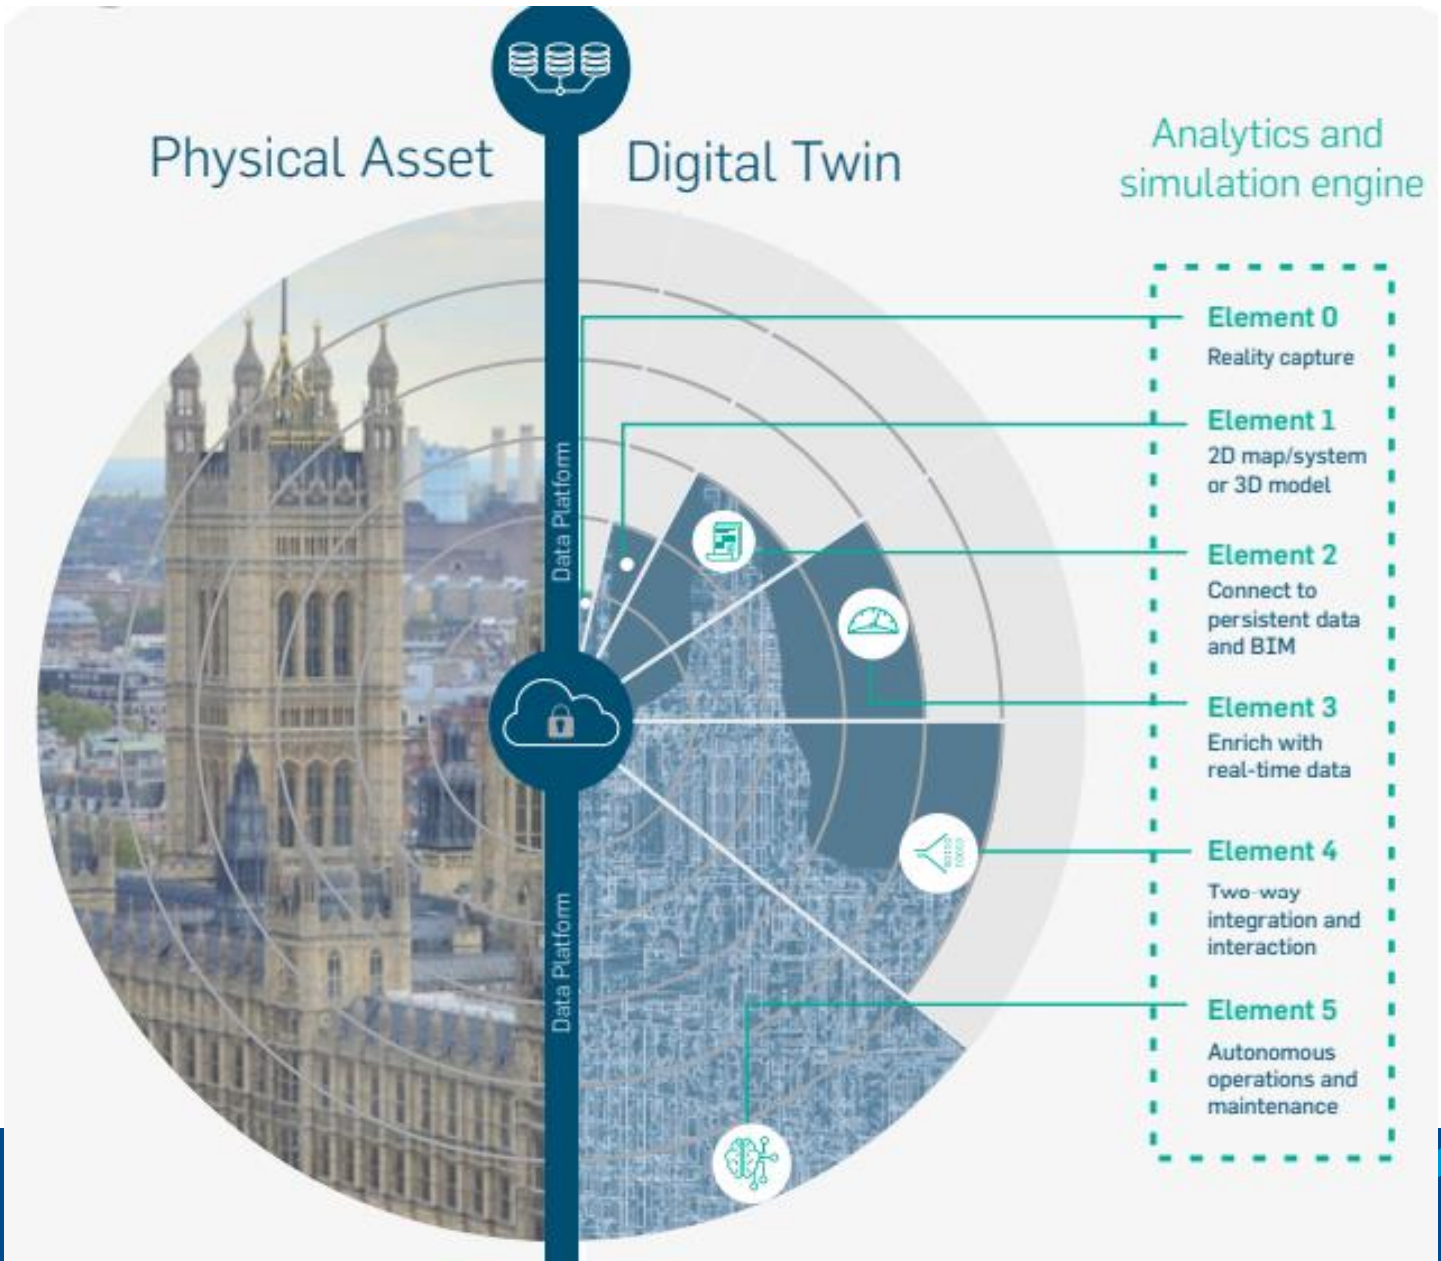 Physical Asset
Digital Twin
Analytics and
simulation engine
Data Platform
Data Platform
Element 0
Reality capture
Element 1
2D map/system
or 3D model
Element 2
Connect to
persistent data
and BIM
Element 3
Enrich with
real-time data
Element 4
Two-way
integration and
interaction
Element 5
Autonomous
operations and
maintenance